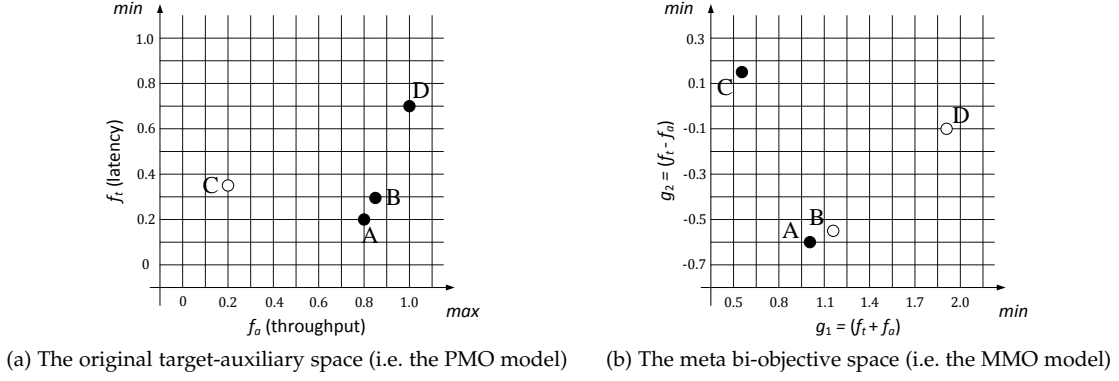 min
1.0
0.8
0.6
0.4
0.2
0
f_t (latency)
D
C
B
A
0 0.2 0.4 0.6 0.8 1.0
max
f_a (throughput)
(a) The original target-auxiliary space (i.e. the PMO model)
min
0.3
0.1
-0.1
-0.3
-0.5
-0.7
g_2 = (f_t - f_a)
C
D
B
A
0.5 0.8 1.1 1.4 1.7 2.0
min
g_1 = (f_t + f_a)
(b) The meta bi-objective space (i.e. the MMO model)